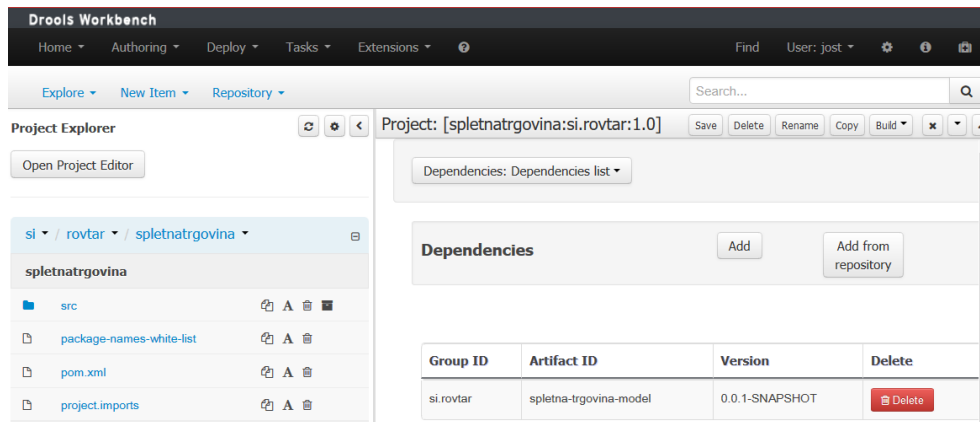 Drools Workbench
Home Authoring Deploy Tasks Extensions Find User: jost
Explore New Item Repository Search...
Project Explorer
Open Project Editor
si / rovtar / spletnatrgovina
spletnatrgovina
src
package-names-white-list
pom.xml
project.imports
Project: [spletnatrgovina:si.rovtar:1.0] Save Delete Rename Copy Build
Dependencies: Dependencies list
Dependencies Add Add from
repository
Group ID Artifact ID Version Delete
si.rovtar spletna-trgovina-model 0.0.1-SNAPSHOT Delete